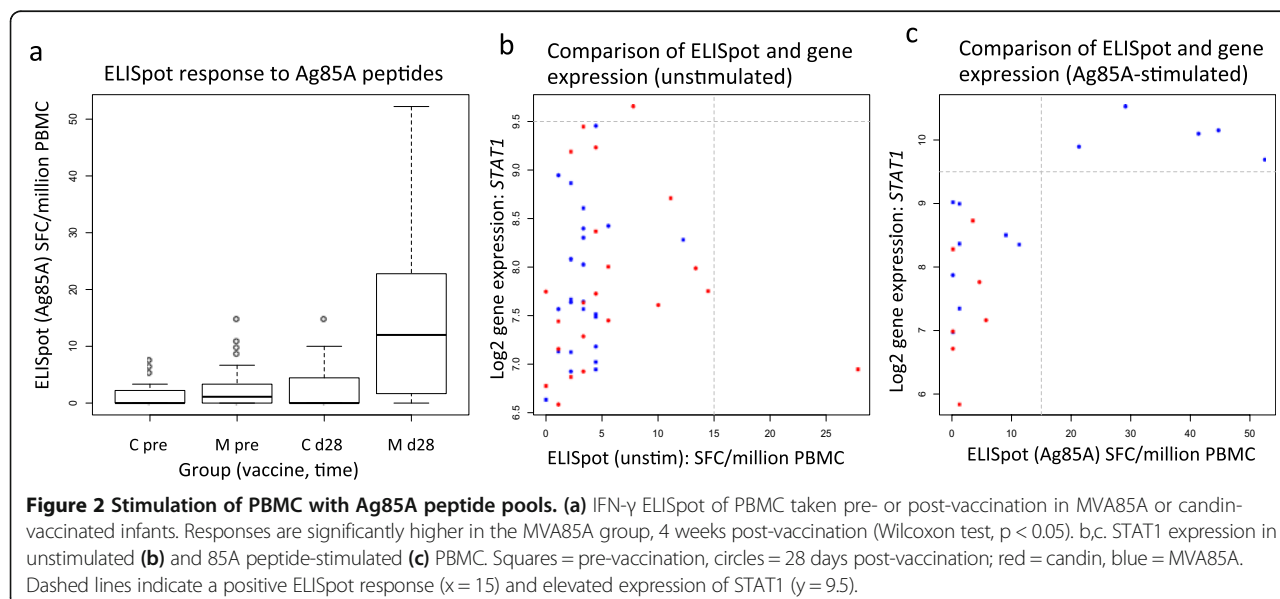 a
ELISpot response to Ag85A peptides
ELISpot (Ag85A) SFC/million PBMC
50
40
30
20
10
0
C pre
M pre
C d28
M d28
Group (vaccine, time)
b
Comparison of ELISpot and gene
expression (unstimulated)
Log2 gene expression: STAT1
9.5
9.0
8.5
8.0
7.5
7.0
6.5
0
5
10
15
20
25
ELISpot (unstim): SFC/million PBMC
c
Comparison of ELISpot and gene
expression (Ag85A-stimulated)
Log2 gene expression: STAT1
10
9
8
7
6
0
10
20
30
40
50
ELISpot (Ag85A) SFC/million PBMC
Figure 2 Stimulation of PBMC with Ag85A peptide pools. (a) IFN-γ ELISpot of PBMC taken pre- or post-vaccination in MVA85A or candin-
vaccinated infants. Responses are significantly higher in the MVA85A group, 4 weeks post-vaccination (Wilcoxon test, p < 0.05). b,c. STAT1 expression in
unstimulated (b) and 85A peptide-stimulated (c) PBMC. Squares = pre-vaccination, circles = 28 days post-vaccination; red = candin, blue = MVA85A.
Dashed lines indicate a positive ELISpot response (x = 15) and elevated expression of STAT1 (y = 9.5).